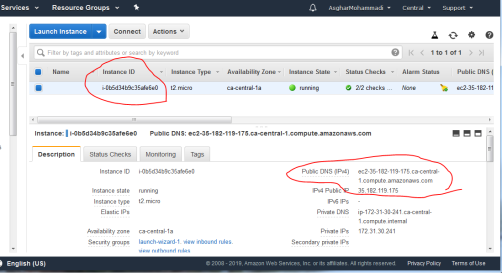 Services Resource Groups AsgharMohammadi Central Support
Launch Instance Connect Actions
Filter by tags and attributes or search by keyword 1 to 1 of 1
Name Instance ID Instance Type Availability Zone Instance State Status Checks Alarm Status Public DNS (
i-0b5d34b9c35afe6e0 t2.micro ca-central-1a running 2/2 checks ... None ec2-35-182-
Instance: i-0b5d34b9c35afe6e0 Public DNS: ec2-35-182-119-175.ca-central-1.compute.amazonaws.com
Description Status Checks Monitoring Tags
Instance ID i-0b5d34b9c35afe6e0 Public DNS (IPv4) ec2-35-182-119-175.ca-central-
1.compute.amazonaws.com
Instance state running IPv4 Public IP 35.182.119.175
Instance type t2.micro IPv6 IPs -
Elastic IPs Private DNS ip-172-31-30-241.ca-central-
1.compute.internal
Availability zone ca-central-1a Private IPs 172.31.30.241
Security groups launch-wizard-1. view inbound rules. Secondary private IPs
view outbound rules
English (US) © 2008 - 2019, Amazon Web Services, Inc. or its affiliates. All rights reserved. Privacy Policy Terms of Use